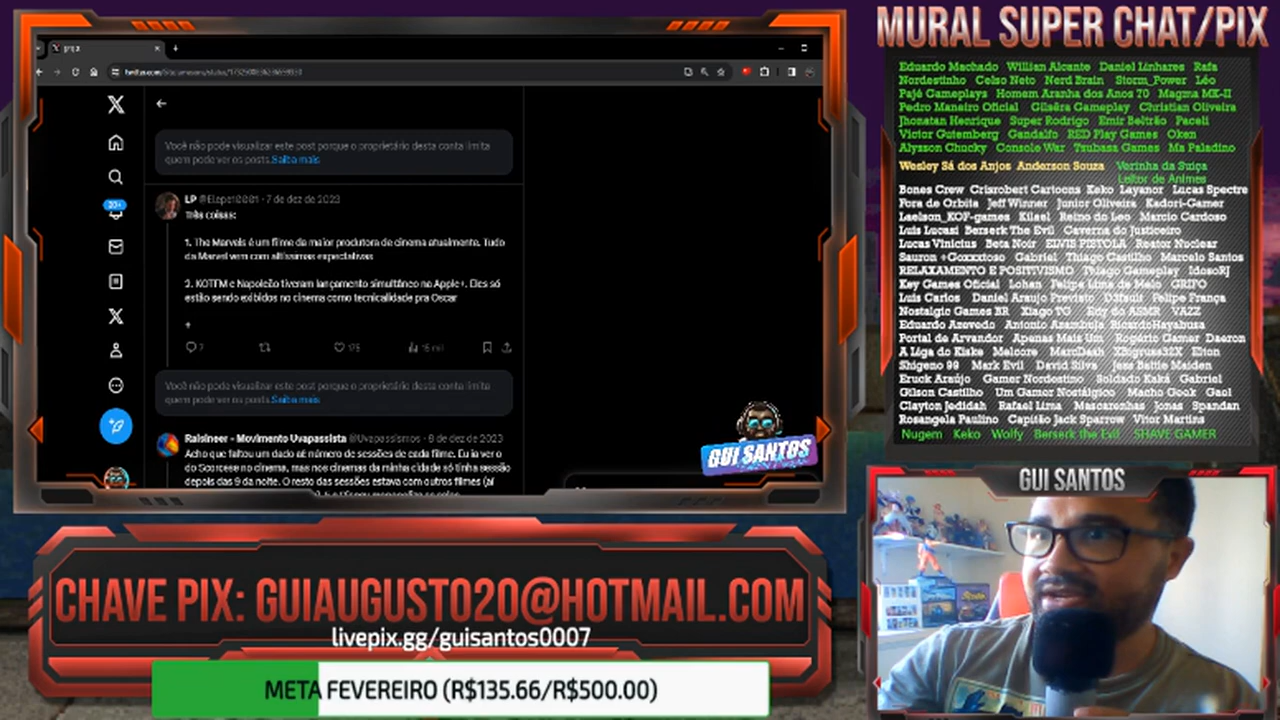 MURAL SUPER CHAT/PIX
Eduardo Machado Willian Alcante Daniel Linhares Rafa
Nordestinho Celso Neto Nerd Brain Storm_Power Léo
Pajé Gameplays Homem Aranha dos Anos 70 Magma MK-II
Pedro Maneiro Oficial Gilsêra Gameplay Christian Oliveira
Jhonatan Henrique Super Rodrigo Emir Beltrão Paceli
Victor Gutemberg Gandalfo RED Play Games Oken
Alysson Chucky Console War Tsubasa Games Ma Paladino
Wesley Sá dos Anjos Anderson Souza Verinha da Suiça
Leitor de Animes
Bones Crew Crisrobert Cartoons Keko Layanor Lucas Spectre
Fora de Orbita Jeff Winner Junior Oliveira Kadori-Gamer
Laelson_KOF-games Kilael Reino do Leo Marcio Cardoso
Luis Lucasi Berserk The Evil Caverna do Justiceiro
Lucas Vinicius Beta Noir ELVIS PISTOLA Reator Nuclear
Sauron +Goxxxtoso Gabriel Thiago Castilho Marcelo Santos
RELAXAMENTO E POSITIVISMO Thiago Gameplay IdosoRJ
Key Games Oficial Lohan Felipe Lima de Melo GRIFO
Luis Carlos Daniel Araujo Previato D3fault Felipe França
Nostalgic Games BR Xiago TG Edy do ASMR VAZZ
Eduardo Azevedo Antonio Azambuja RicardoHayabusa
Portal de Arvandor Apenas Mais Um Rogério Gamer Daeron
A Liga do Kiske Melcore MarcDash Elton
Shigeno 99 Mark Evil David Silva Jess Battle Maiden
Eruck Araújo Gamer Nordestino Soldado Kaká Gabriel
Gilson Castilho Um Gamer Nostálgico Macho Geek Gael
Clayton Jedidah Rafael Lima Mascarenhas Jonas Spandan
Rosangela Paulino Capitão Jack Sparrow Vitor Martins
Nugem Keko Wolfy Berserk the Evil SHAVE GAMER
Você não pode visualizar este post porque o proprietário desta conta limita
quem pode ver os posts.Saiba mais
20+
LP @Elepe10001 · 7 de dez de 2023
Três coisas:
1. The Marvels é um filme da maior produtora de cinema atualmente. Tudo
da Marvel vem com altíssimas expectativas
2. KOTFM e Napoleão tiveram lançamento simultâneo na Apple+. Eles só
estão sendo exibidos no cinema como tecnicalidade pra Oscar
+
7
Você não pode visualizar este post porque o proprietário desta conta limita
quem pode ver os posts.Saiba mais
Raisineer - Movimento Uvapassista @Uvapassismos · 8 de dez de 2023
Acho que faltou um dado até número de sessões de cada filme. Eu ia ver o
do Scorcese no cinema, mas nos cinemas da minha cidade só tinha sessão
depois das 9 da noite. O resto das sessões estava com outros filmes (aí
GUI SANTOS
GUI SANTOS
CHAVE PIX: GUIAUGUSTO20@HOTMAIL.COM
livepix.gg/guisantos0007
META FEVEREIRO (R$135.66/R$500.00)